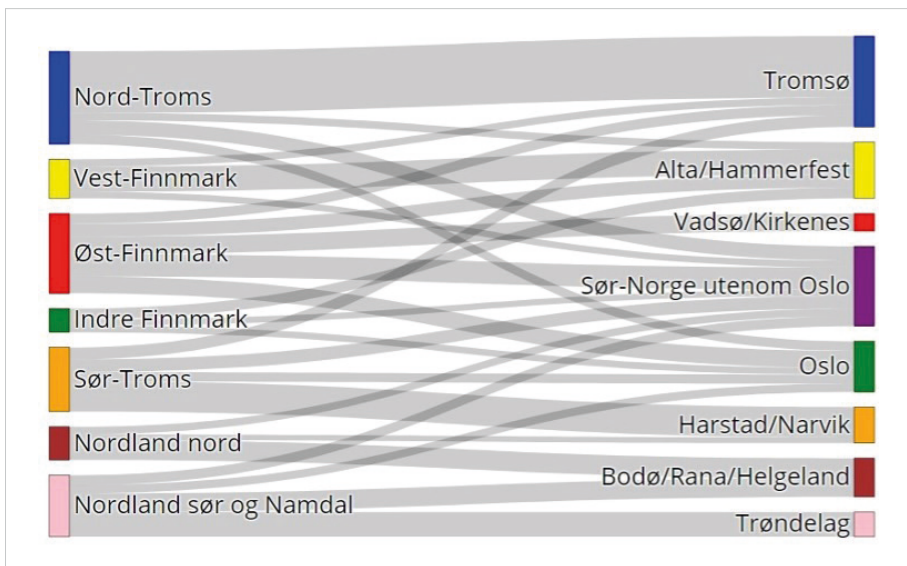 Nord-Troms
Vest-Finnmark
Øst-Finnmark
Indre Finnmark
Sør-Troms
Nordland nord
Nordland sør og Namdal
Tromsø
Alta/Hammerfest
Vadsø/Kirkenes
Sør-Norge utenom Oslo
Oslo
Harstad/Narvik
Bodø/Rana/Helgeland
Trøndelag